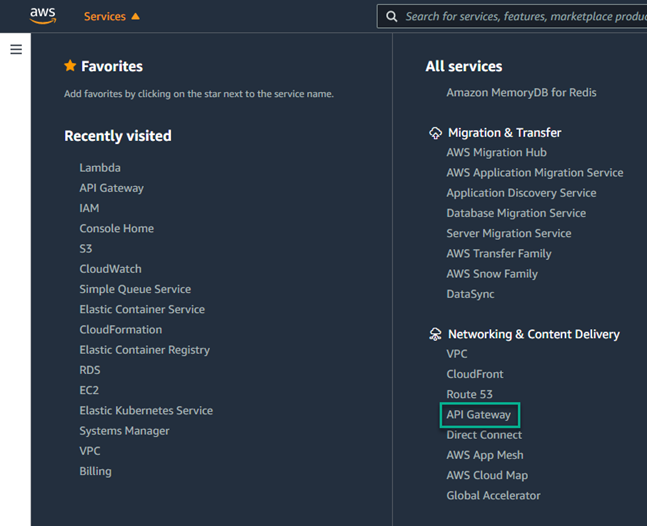 aws
Services
Search for services, features, marketplace
Favorites
Add favorites by clicking on the star next to the service name.
Recently visited
Lambda
API Gateway
IAM
Console Home
S3
CloudWatch
Simple Queue Service
Elastic Container Service
CloudFormation
Elastic Container Registry
RDS
EC2
Elastic Kubernetes Service
Systems Manager
VPC
Billing
All services
Amazon MemoryDB for Redis
Migration & Transfer
AWS Migration Hub
AWS Application Migration Service
Application Discovery Service
Database Migration Service
Server Migration Service
AWS Transfer Family
AWS Snow Family
DataSync
Networking & Content Delivery
VPC
CloudFront
Route 53
API Gateway
Direct Connect
AWS App Mesh
AWS Cloud Map
Global Accelerator